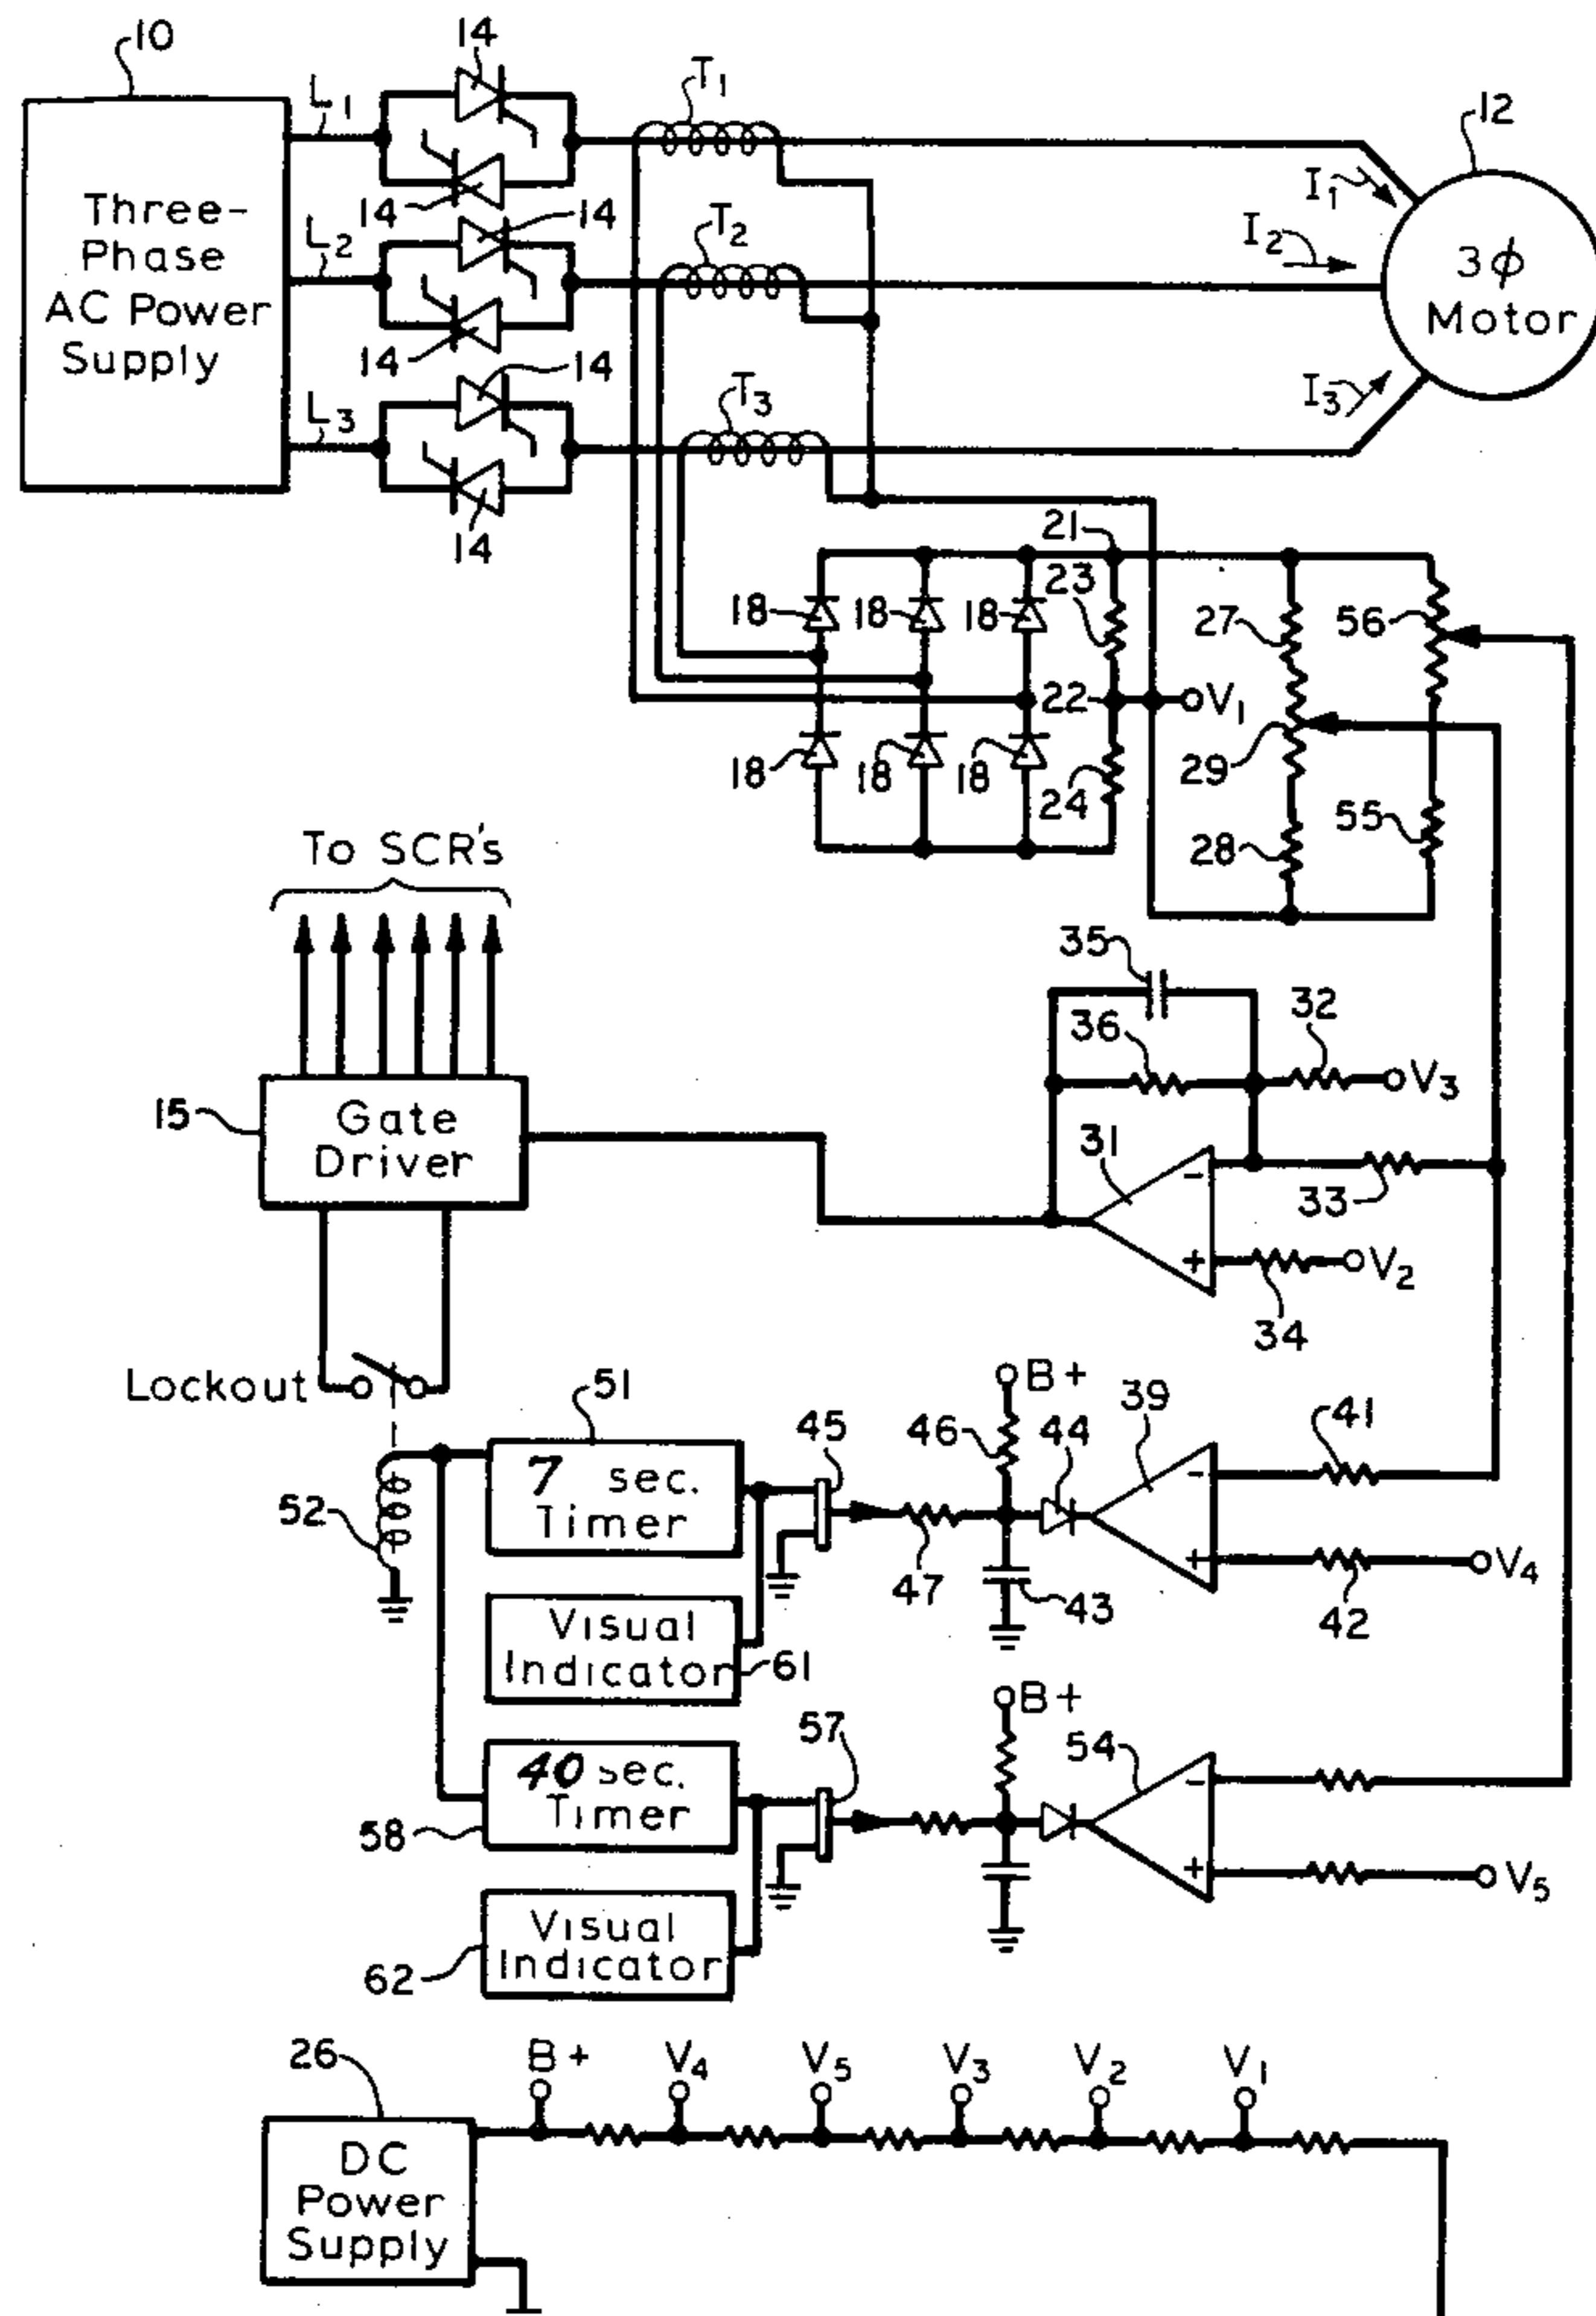 10
14
T1
12
L1
Three-
Phase
AC Power
Supply
14
14
L2
T2
I1
I2
3ϕ
Motor
14
14
L3
T3
I3
14
21
23
18
18
18
27
56
22
V1
18
18
18
24
29
28
55
To SCR's
35
36
32
V3
15
Gate
Driver
31
-
33
+
V2
34
Lockout
51
45
B+
46
44
39
41
7 sec.
Timer
-
52
47
43
+
V4
42
Visual
Indicator
61
B+
57
54
40 sec.
Timer
-
58
+
V5
Visual
Indicator
62
26
B+
V4
V5
V3
V2
V1
DC
Power
Supply